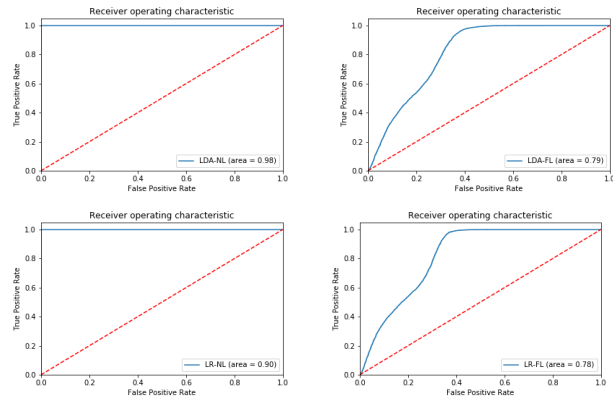 Receiver operating characteristic
True Positive Rate
1.0
0.8
0.6
0.4
0.2
0.0
LDA-NL (area = 0.98)
0.0 0.2 0.4 0.6 0.8 1.0
False Positive Rate
Receiver operating characteristic
True Positive Rate
1.0
0.8
0.6
0.4
0.2
0.0
LDA-FL (area = 0.79)
0.0 0.2 0.4 0.6 0.8 1.0
False Positive Rate
Receiver operating characteristic
True Positive Rate
1.0
0.8
0.6
0.4
0.2
0.0
LR-NL (area = 0.90)
0.0 0.2 0.4 0.6 0.8 1.0
False Positive Rate
Receiver operating characteristic
True Positive Rate
1.0
0.8
0.6
0.4
0.2
0.0
LR-FL (area = 0.78)
0.0 0.2 0.4 0.6 0.8 1.0
False Positive Rate